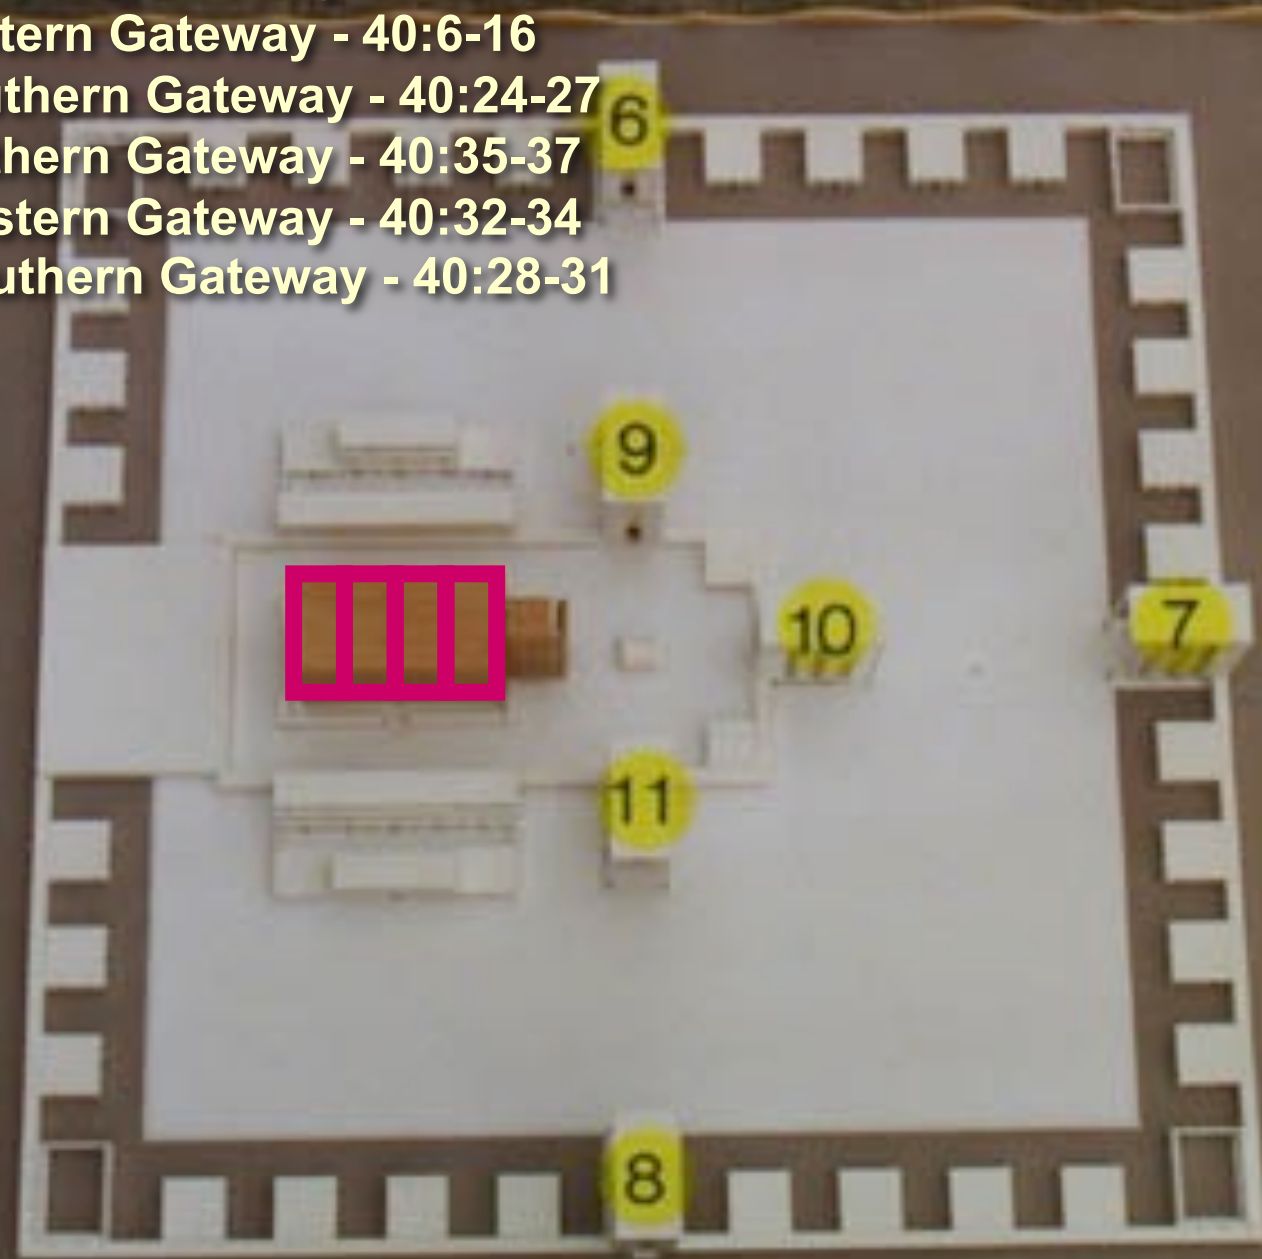 tern Gateway - 40:6-16
thern Gateway - 40:24-27
hern Gateway - 40:35-37
stern Gateway - 40:32-34
uthern Gateway - 40:28-31
6
9
10
7
11
8